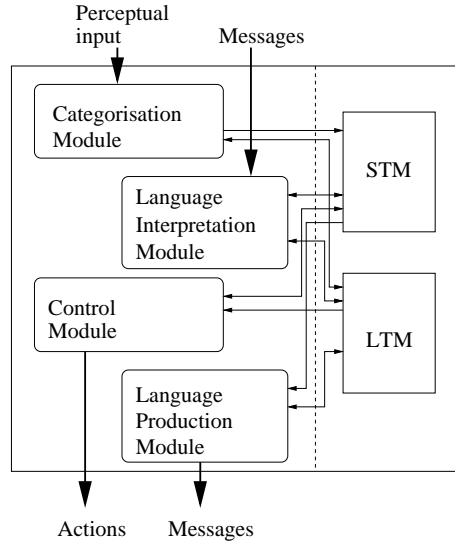 Perceptual
input
Messages
Categorisation
Module
STM
Language
Interpretation
Module
Control
Module
LTM
Language
Production
Module
Actions
Messages